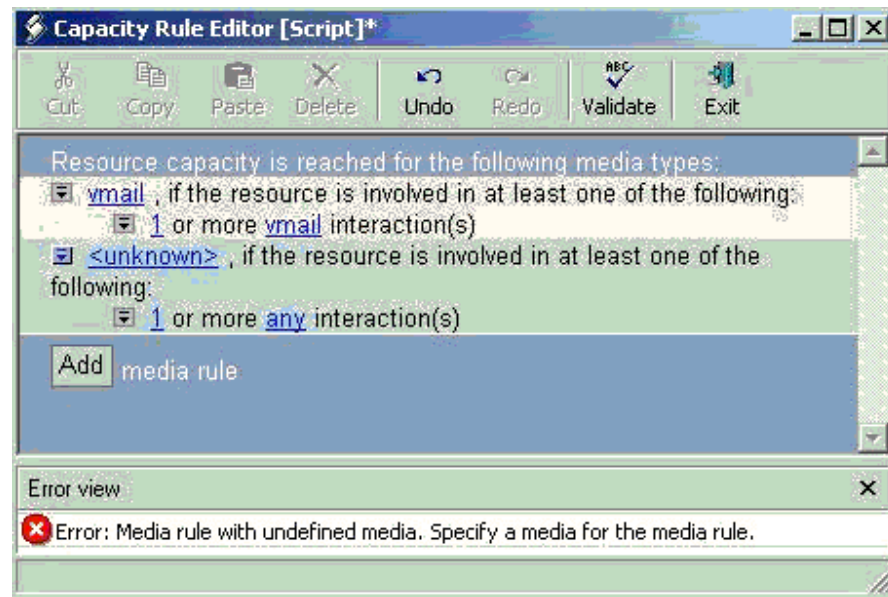 Capacity Rule Editor [Script]*
Cut Copy Paste Delete Undo Redo ABC Validate Exit
Resource capacity is reached for the following media types:
vmail , if the resource is involved in at least one of the following:
1 or more vmail interaction(s)
<unknown> , if the resource is involved in at least one of the
following:
1 or more any interaction(s)
Add media rule
Error view
Error: Media rule with undefined media. Specify a media for the media rule.